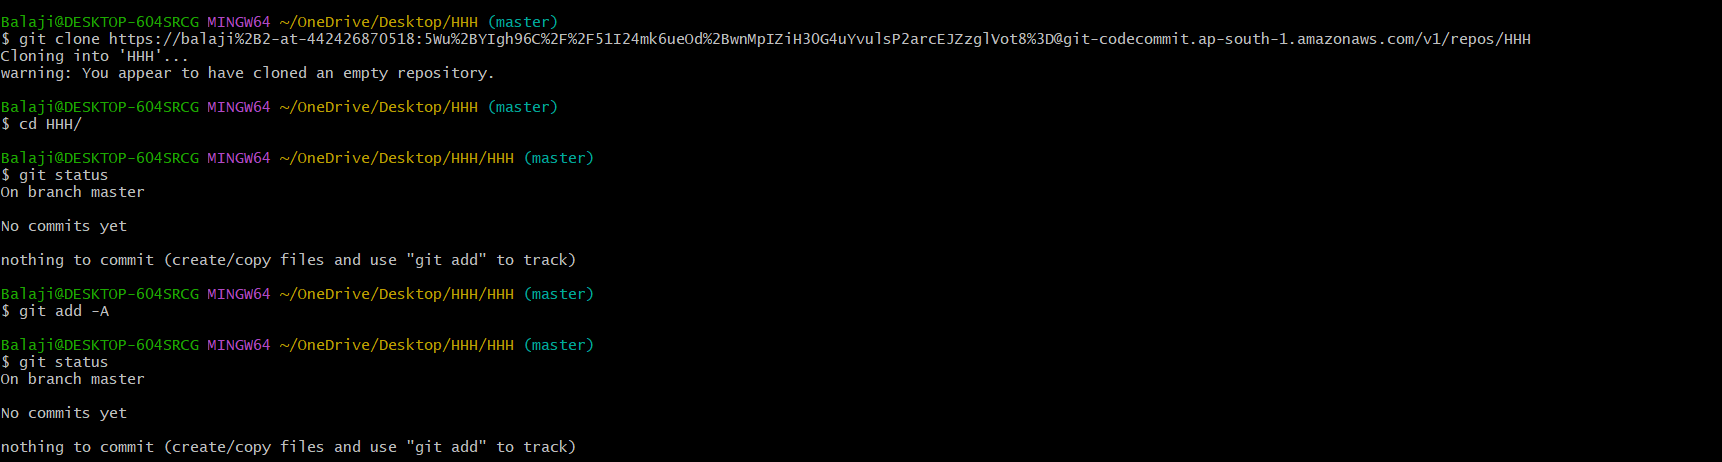 Balaji@DESKTOP-604SRCG MINGW64 ~/OneDrive/Desktop/HHH (master)
$ git clone https://balaji%2B2-at-442426870518:5Wu%2BYIgh96C%2F%2F51I24mk6ueOd%2BwnMpIZiH3OG4uYvulsP2arcEJZzglVot8%3D@git-codecommit.ap-south-1.amazonaws.com/v1/repos/HHH
Cloning into 'HHH'...
warning: You appear to have cloned an empty repository.
Balaji@DESKTOP-604SRCG MINGW64 ~/OneDrive/Desktop/HHH (master)
$ cd HHH/
Balaji@DESKTOP-604SRCG MINGW64 ~/OneDrive/Desktop/HHH/HHH (master)
$ git status
On branch master
No commits yet
nothing to commit (create/copy files and use "git add" to track)
Balaji@DESKTOP-604SRCG MINGW64 ~/OneDrive/Desktop/HHH/HHH (master)
$ git add -A
Balaji@DESKTOP-604SRCG MINGW64 ~/OneDrive/Desktop/HHH/HHH (master)
$ git status
On branch master
No commits yet
nothing to commit (create/copy files and use "git add" to track)